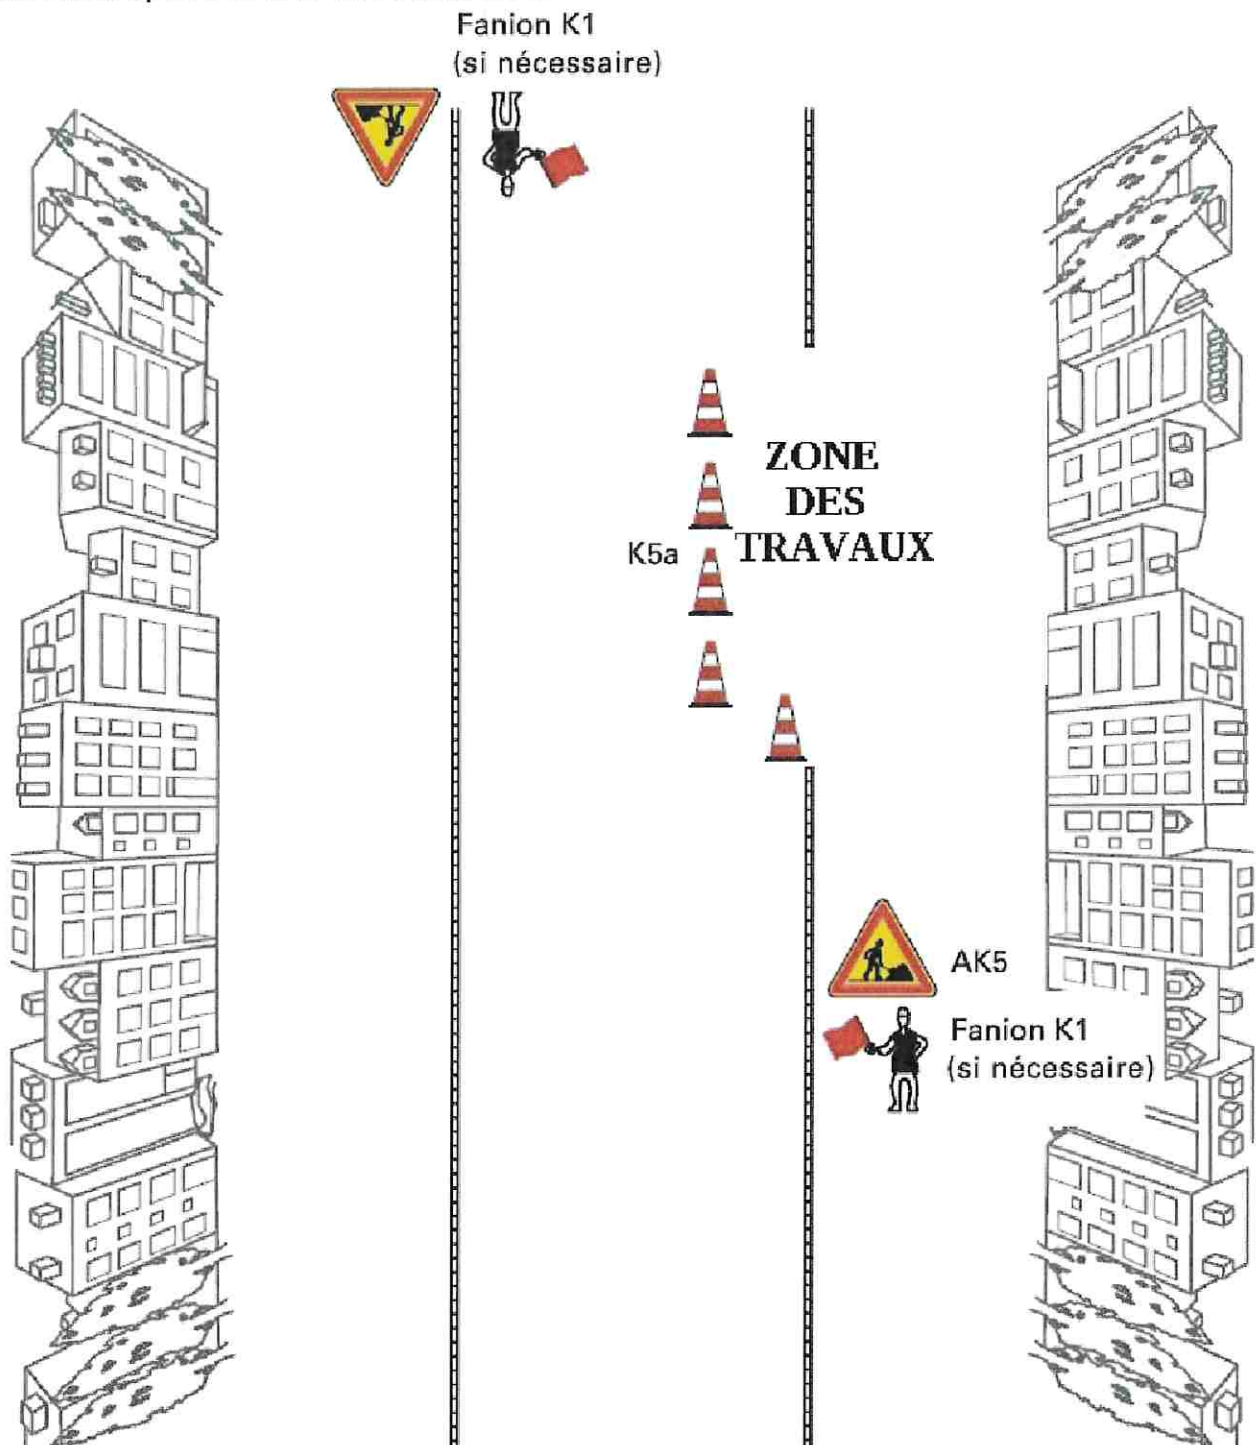 Fanion K1
(si nécessaire)
ZONE
DES
TRAVAUX
K5a
AK5
Fanion K1
(si nécessaire)